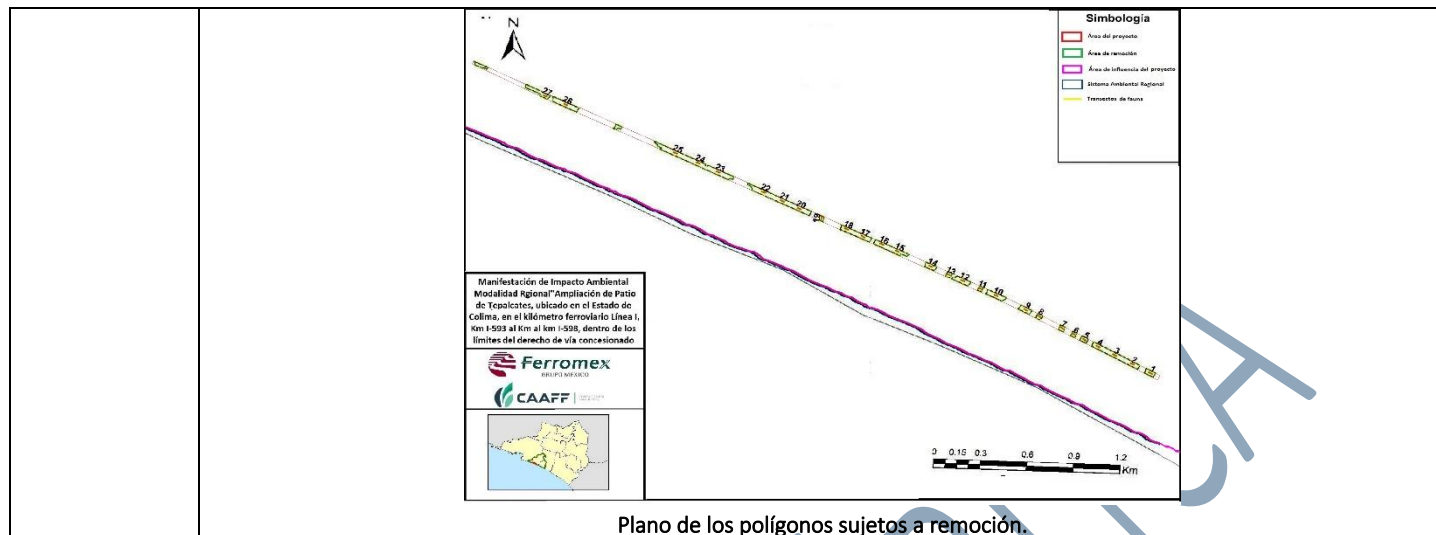 N
Simbología
Área del proyecto
Área de remoción
Área de influencia del proyecto
Sistema Ambiental Regional
Transectos de fauna
27
26
25
24
23
22
21
20
19
18
17
16
15
14
13
12
11
10
9
8
7
6
5
4
3
2
1
Manifestación de Impacto Ambiental
Modalidad Rgional"Ampliación de Patio
de Tepalcates, ubicado en el Estado de
Colima, en el kilómetro ferroviario Línea I,
Km I-593 al Km al km I-598, dentro de los
límites del derecho de vía concesionado
Ferromex
GRUPO MÉXICO
CAAFF
0 0.15 0.3 0.6 0.9 1.2
Km
Plano de los polígonos sujetos a remoción.